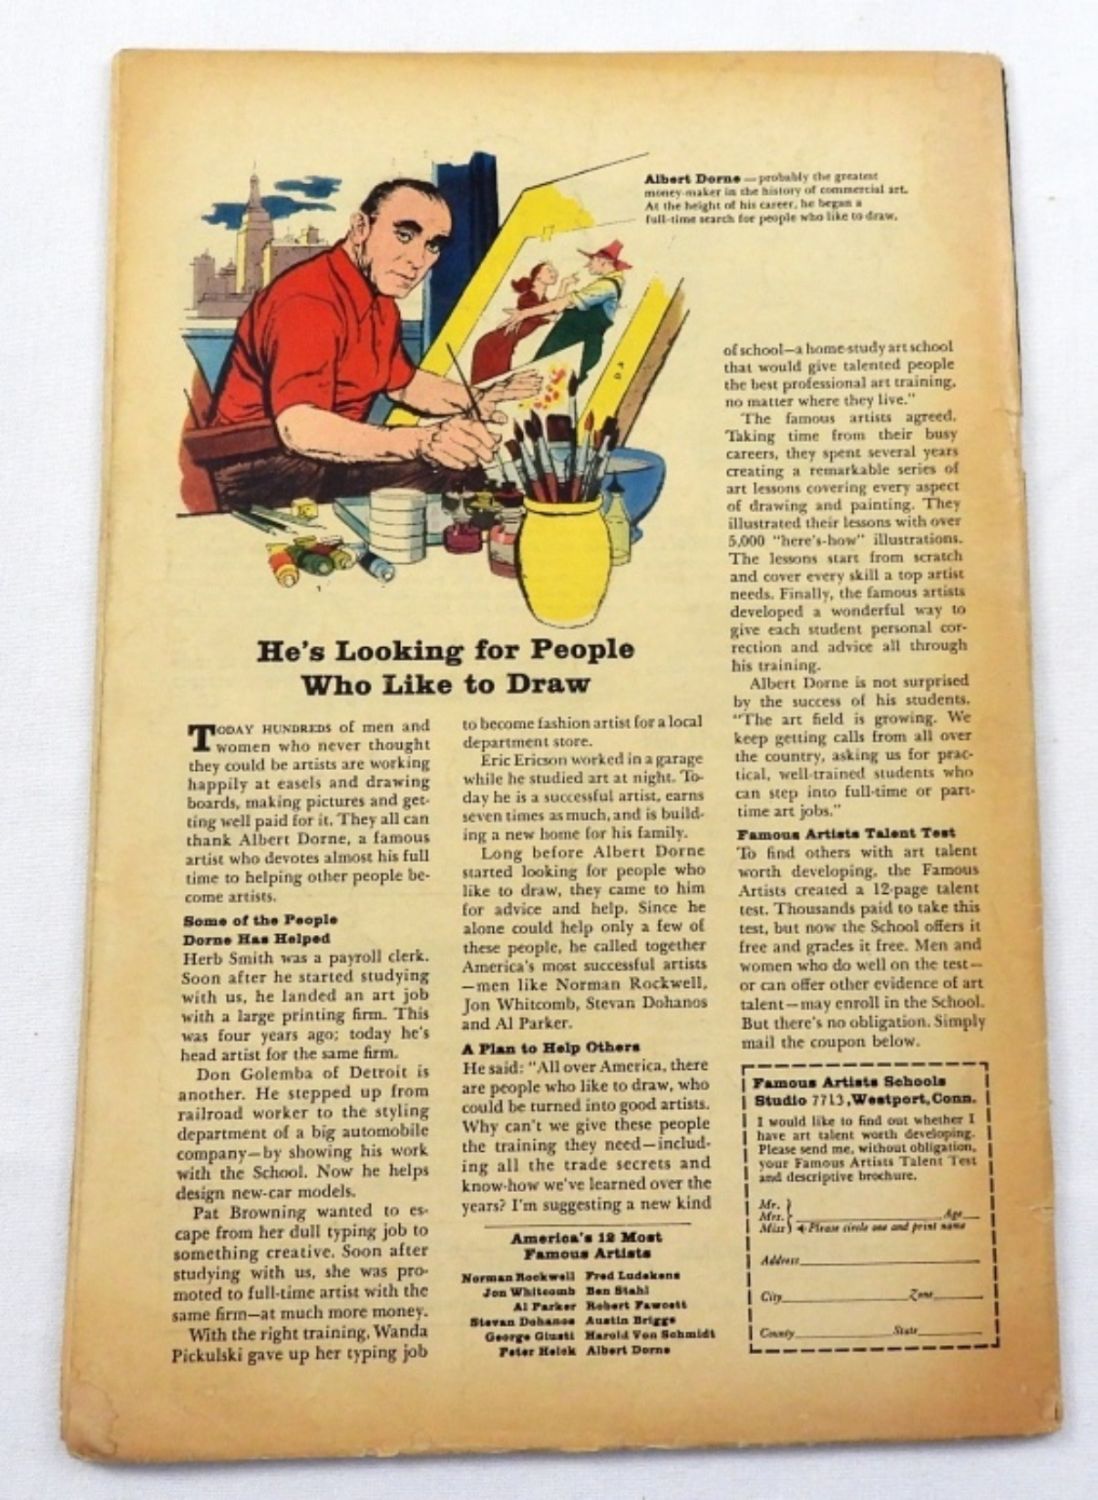 Albert Dorne — probably the greatest
money-maker in the history of commercial art.
At the height of his career, he began a
full-time search for people who like to draw.
DA
He's Looking for People
Who Like to Draw
TODAY HUNDREDS of men and
women who never thought
they could be artists are working
happily at easels and drawing
boards, making pictures and get-
ting well paid for it. They all can
thank Albert Dorne, a famous
artist who devotes almost his full
time to helping other people be-
come artists.
Some of the People
Dorne Has Helped
Herb Smith was a payroll clerk.
Soon after he started studying
with us, he landed an art job
with a large printing firm. This
was four years ago; today he's
head artist for the same firm.
Don Golemba of Detroit is
another. He stepped up from
railroad worker to the styling
department of a big automobile
company—by showing his work
with the School. Now he helps
design new-car models.
Pat Browning wanted to es-
cape from her dull typing job to
something creative. Soon after
studying with us, she was pro-
moted to full-time artist with the
same firm—at much more money.
With the right training, Wanda
Pickulski gave up her typing job
to become fashion artist for a local
department store.
Eric Ericson worked in a garage
while he studied art at night. To-
day he is a successful artist, earns
seven times as much, and is build-
ing a new home for his family.
Long before Albert Dorne
started looking for people who
like to draw, they came to him
for advice and help. Since he
alone could help only a few of
these people, he called together
America's most successful artists
—men like Norman Rockwell,
Jon Whitcomb, Stevan Dohanos
and Al Parker.
A Plan to Help Others
He said: "All over America, there
are people who like to draw, who
could be turned into good artists.
Why can't we give these people
the training they need—includ-
ing all the trade secrets and
know-how we've learned over the
years? I'm suggesting a new kind
America's 12 Most
Famous Artists
Norman Rockwell Fred Ludekens
Jon Whitcomb Ben Stahl
Al Parker Robert Fawcett
Stevan Dohanos Austin Briggs
George Giusti Harold Von Schmidt
Peter Helck Albert Dorne
of school—a home-study art school
that would give talented people
the best professional art training,
no matter where they live."
The famous artists agreed.
Taking time from their busy
careers, they spent several years
creating a remarkable series of
art lessons covering every aspect
of drawing and painting. They
illustrated their lessons with over
5,000 "here's-how" illustrations.
The lessons start from scratch
and cover every skill a top artist
needs. Finally, the famous artists
developed a wonderful way to
give each student personal cor-
rection and advice all through
his training.
Albert Dorne is not surprised
by the success of his students.
"The art field is growing. We
keep getting calls from all over
the country, asking us for prac-
tical, well-trained students who
can step into full-time or part-
time art jobs."
Famous Artists Talent Test
To find others with art talent
worth developing, the Famous
Artists created a 12-page talent
test. Thousands paid to take this
test, but now the School offers it
free and grades it free. Men and
women who do well on the test—
or can offer other evidence of art
talent—may enroll in the School.
But there's no obligation. Simply
mail the coupon below.
Famous Artists Schools
Studio 7713, Westport, Conn.
I would like to find out whether I
have art talent worth developing.
Please send me, without obligation,
your Famous Artists Talent Test
and descriptive brochure.
Mr.
Mrs. Age
Miss Please circle one and print name
Address
City Zone
County State